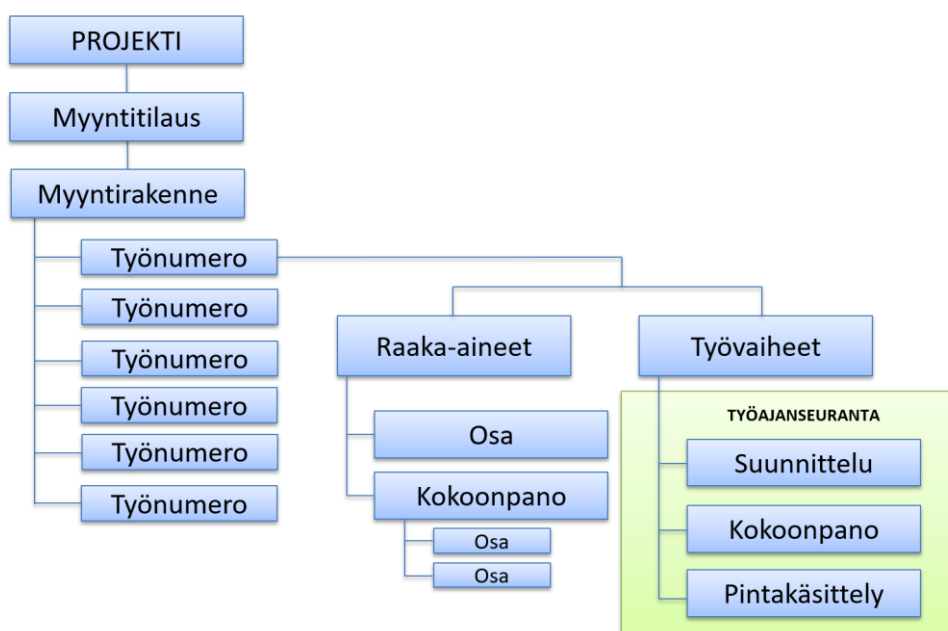 PROJEKTI
Myyntitilaus
Myyntirakenne
Työnumero
Työnumero
Työnumero
Työnumero
Työnumero
Työnumero
Raaka-aineet
Osa
Kokoonpano
Osa
Osa
Työvaiheet
TYÖAJANSEURANTA
Suunnittelu
Kokoonpano
Pintakäsittely